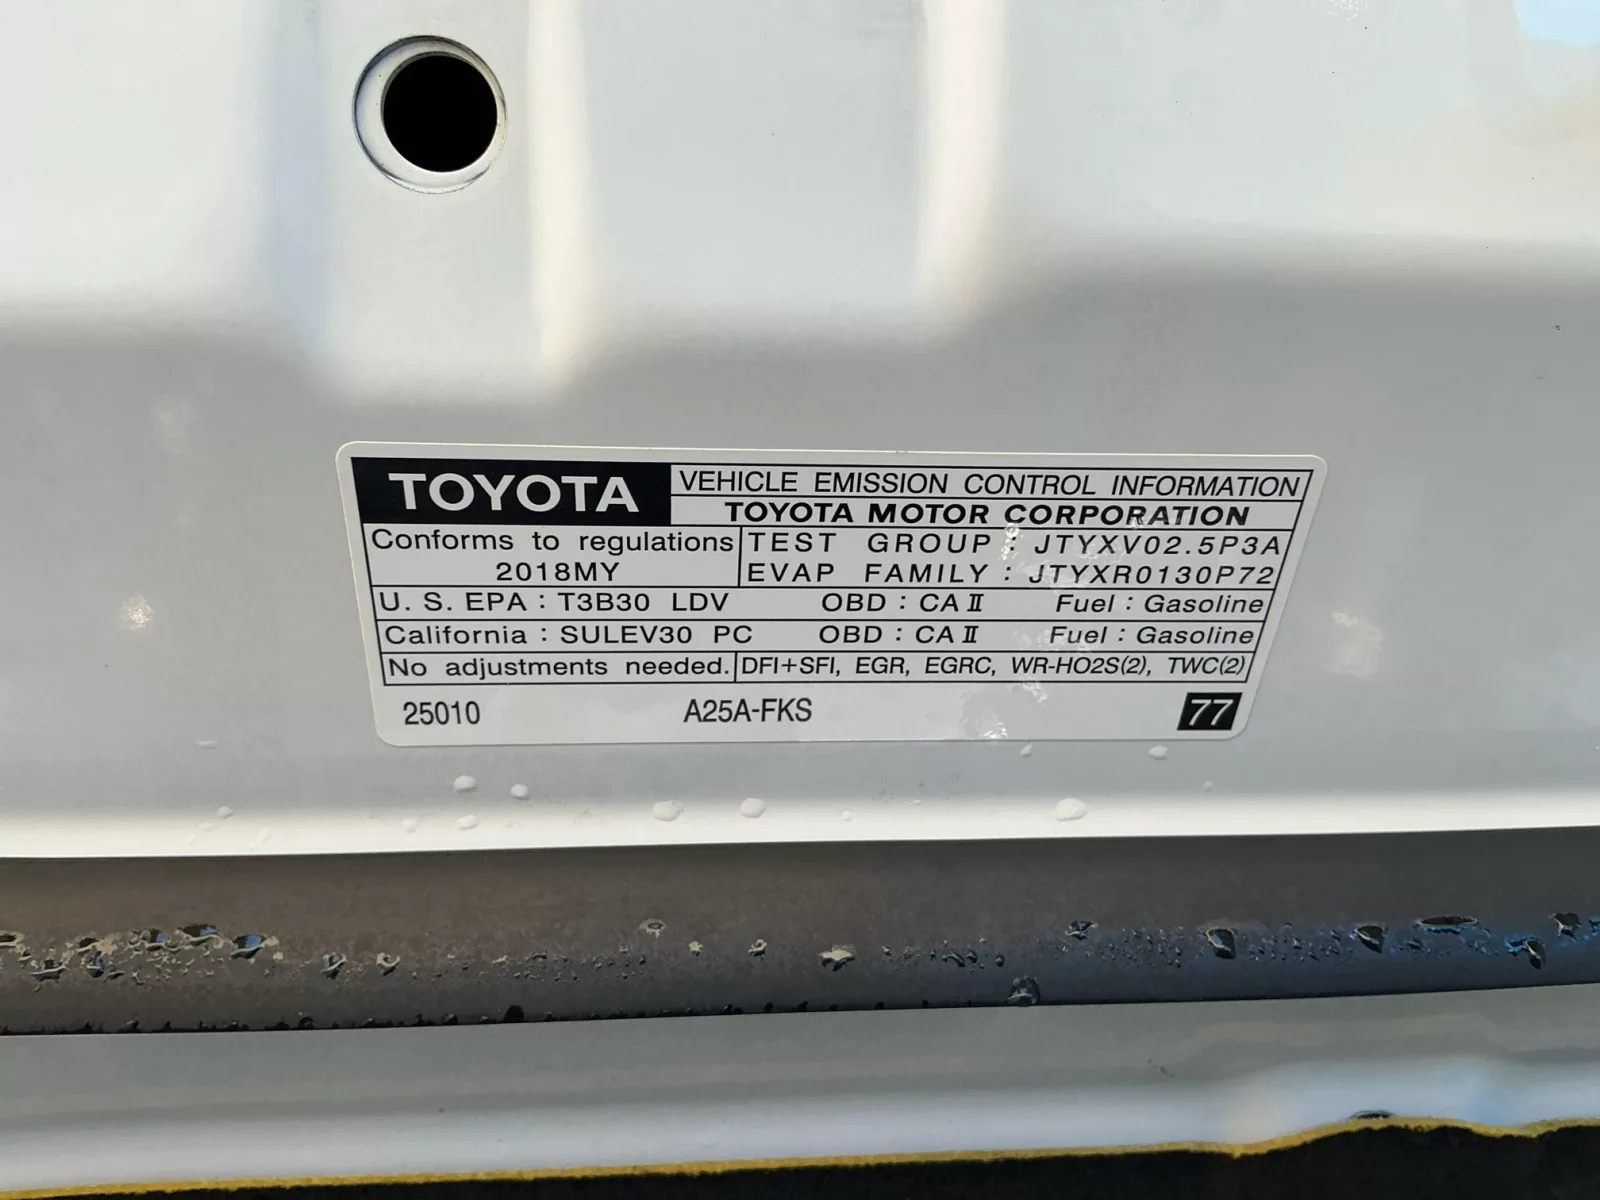 TOYOTA VEHICLE EMISSION CONTROL INFORMATION
TOYOTA MOTOR CORPORATION
Conforms to regulations TEST GROUP : JTYXV02.5P3A
2018MY EVAP FAMILY : JTYXR0130P72
U. S. EPA : T3B30 LDV OBD : CA II Fuel : Gasoline
California : SULEV30 PC OBD : CA II Fuel : Gasoline
No adjustments needed. DFI+SFI, EGR, EGRC, WR-HO2S(2), TWC(2)
25010 A25A-FKS 77